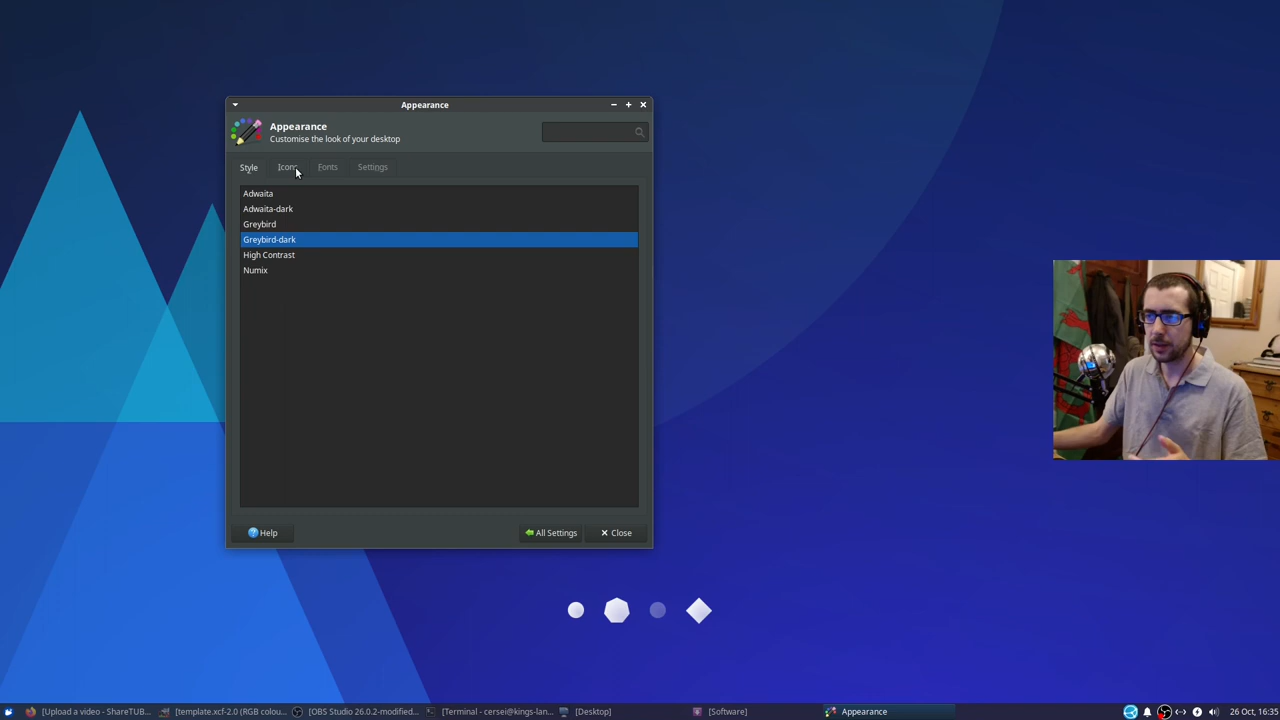 Appearance
Appearance
Customise the look of your desktop
Style Icons Fonts Settings
Adwaita
Adwaita-dark
Greybird
Greybird-dark
High Contrast
Numix
Help All Settings Close
[Upload a video - ShareTUB... [template.xcf-2.0 (RGB colou... [OBS Studio 26.0.2-modified... [Terminal - cersei@kings-lan... [Desktop] [Software] Appearance 26 Oct, 16:35